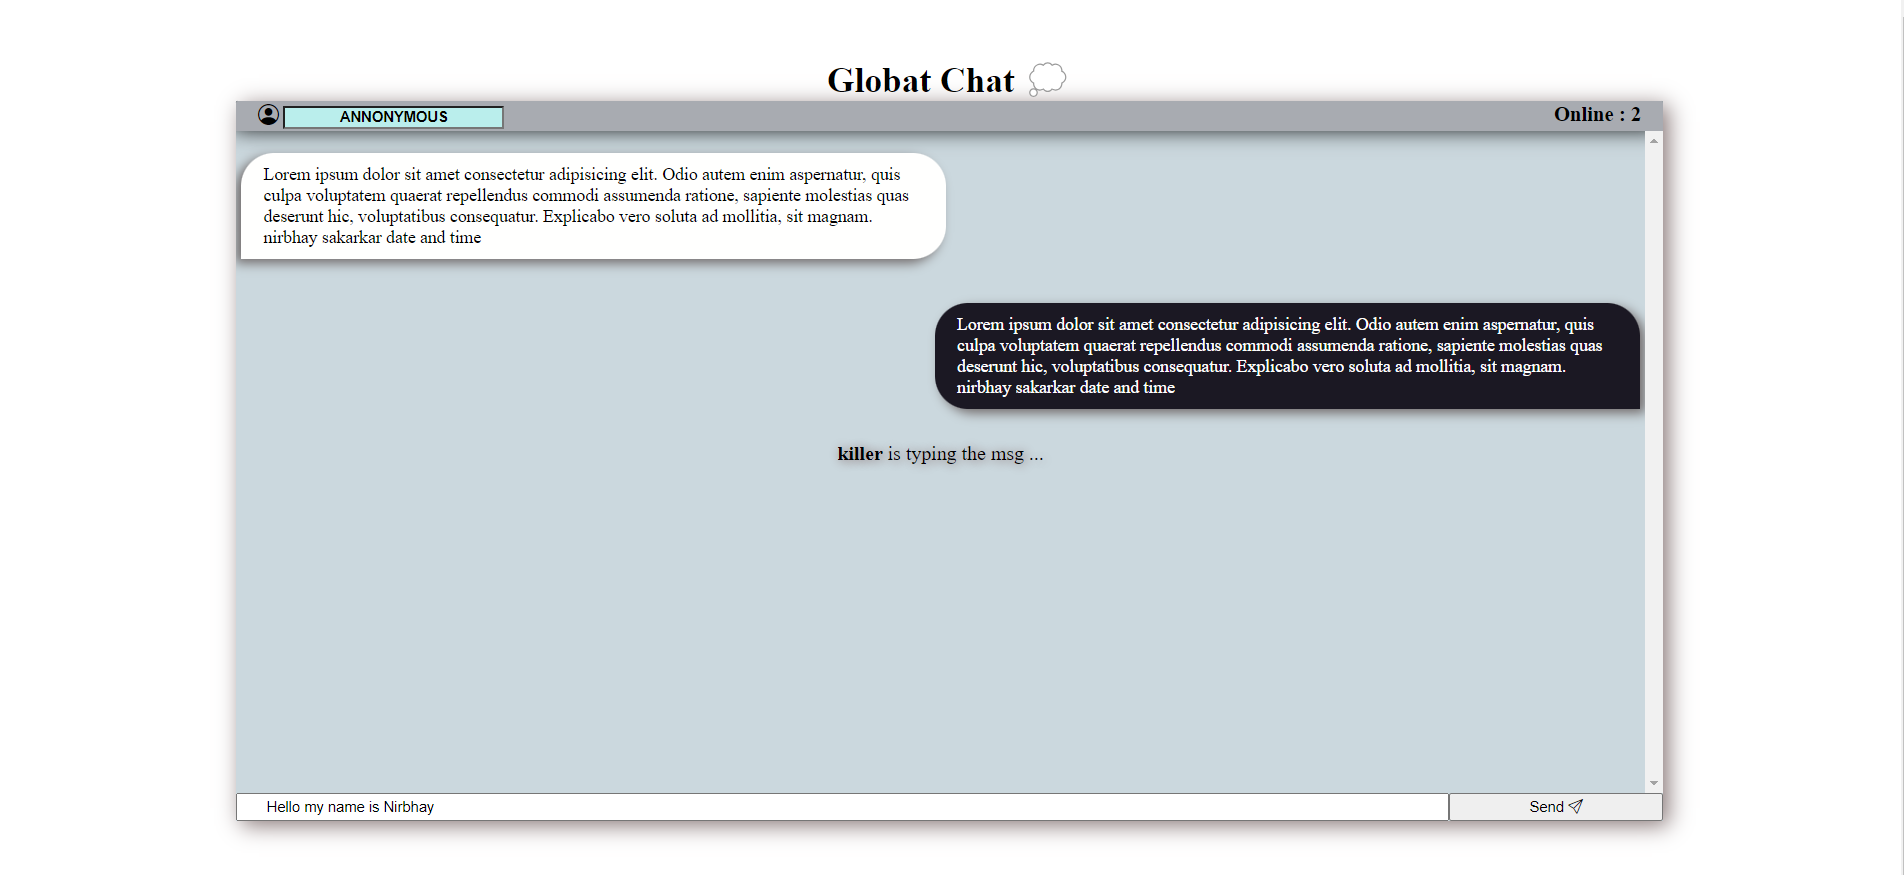 Globat Chat
ANNONYMOUS
Online : 2
Lorem ipsum dolor sit amet consectetur adipisicing elit. Odio autem enim aspernatur, quis
culpa voluptatem quaerat repellendus commodi assumenda ratione, sapiente molestias quas
deserunt hic, voluptatibus consequatur. Explicabo vero soluta ad mollitia, sit magnam.
nirbhay sakarkar date and time
Lorem ipsum dolor sit amet consectetur adipisicing elit. Odio autem enim aspernatur, quis
culpa voluptatem quaerat repellendus commodi assumenda ratione, sapiente molestias quas
deserunt hic, voluptatibus consequatur. Explicabo vero soluta ad mollitia, sit magnam.
nirbhay sakarkar date and time
killer is typing the msg ...
Hello my name is Nirbhay
Send